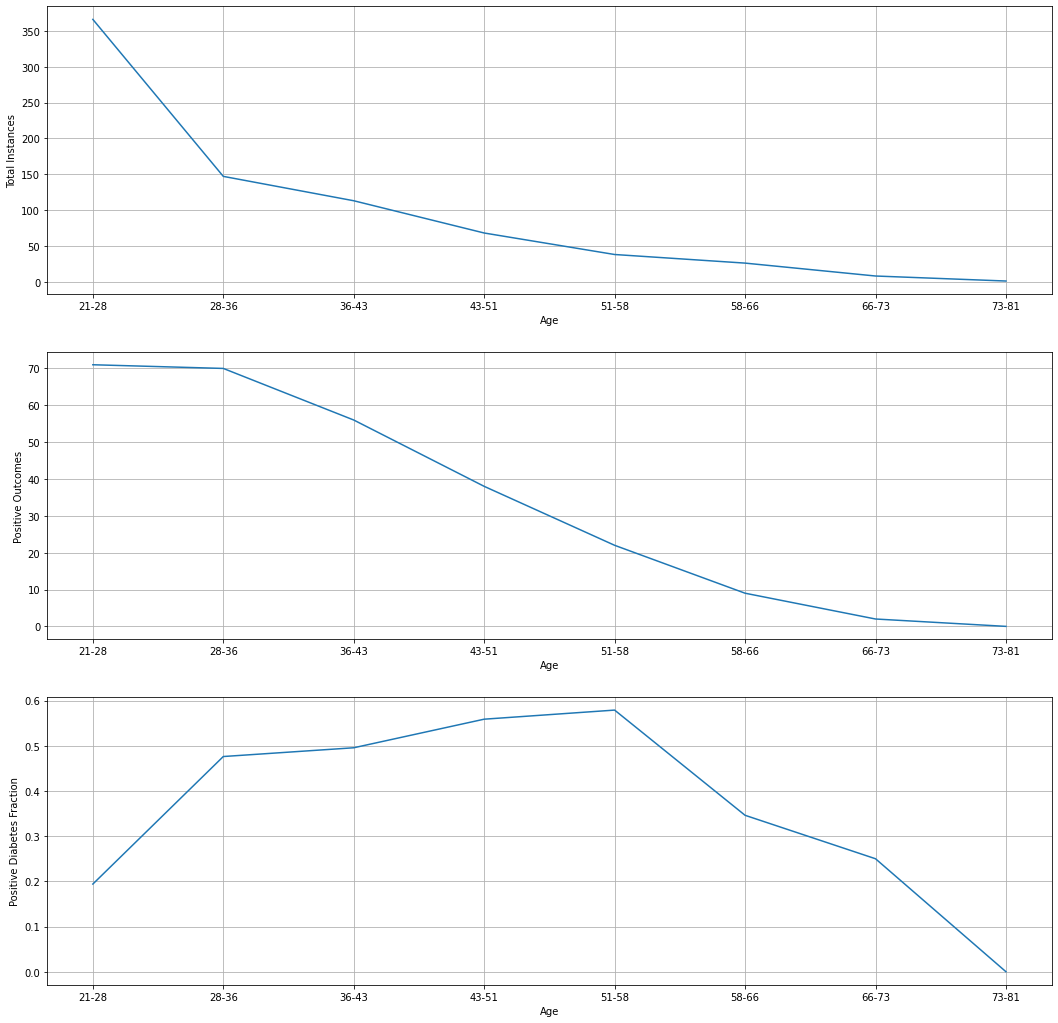 350
300
250
200
150
100
50
0
Total Instances
21-28 28-36 36-43 43-51 51-58 58-66 66-73 73-81
Age
70
60
50
40
30
20
10
0
Positive Outcomes
21-28 28-36 36-43 43-51 51-58 58-66 66-73 73-81
Age
0.6
0.5
0.4
0.3
0.2
0.1
0.0
Positive Diabetes Fraction
21-28 28-36 36-43 43-51 51-58 58-66 66-73 73-81
Age